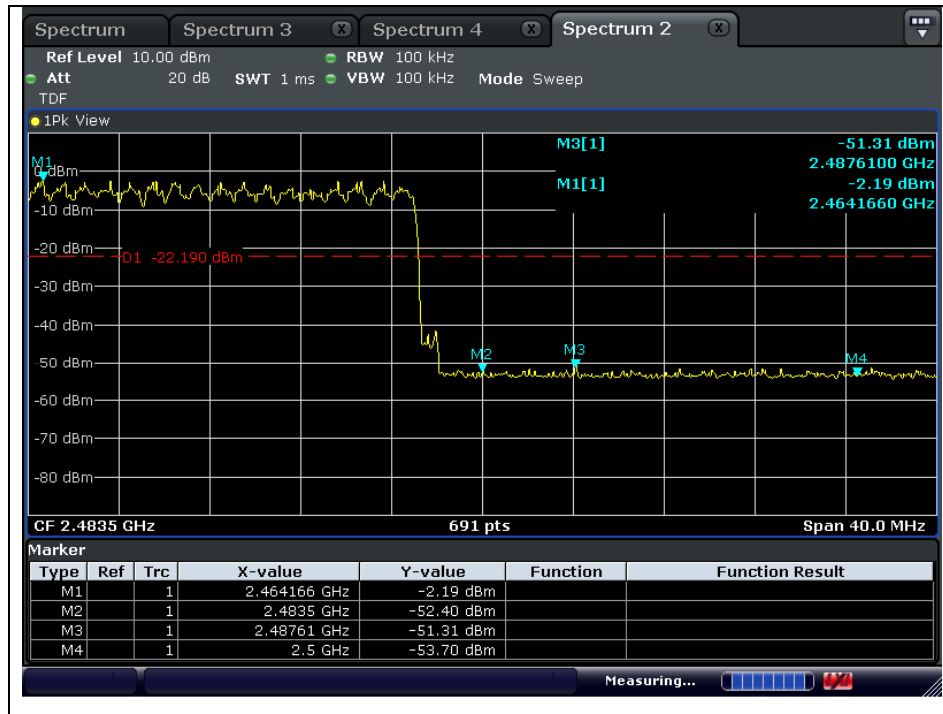 Spectrum Spectrum 3 X Spectrum 4 X Spectrum 2 X
Ref Level 10.00 dBm RBW 100 kHz
Att 20 dB SWT 1 ms VBW 100 kHz Mode Sweep
TDF
1Pk View
M3[1] -51.31 dBm
2.4876100 GHz
M1[1] -2.19 dBm
2.4641660 GHz
M1
0 dBm
-10 dBm
-20 dBm
D1 -22.190 dBm
-30 dBm
-40 dBm
-50 dBm
M2 M3 M4
-60 dBm
-70 dBm
-80 dBm
CF 2.4835 GHz 691 pts Span 40.0 MHz
Marker
Type Ref Trc X-value Y-value Function Function Result
M1 1 2.464166 GHz -2.19 dBm
M2 1 2.4835 GHz -52.40 dBm
M3 1 2.48761 GHz -51.31 dBm
M4 1 2.5 GHz -53.70 dBm
Measuring...